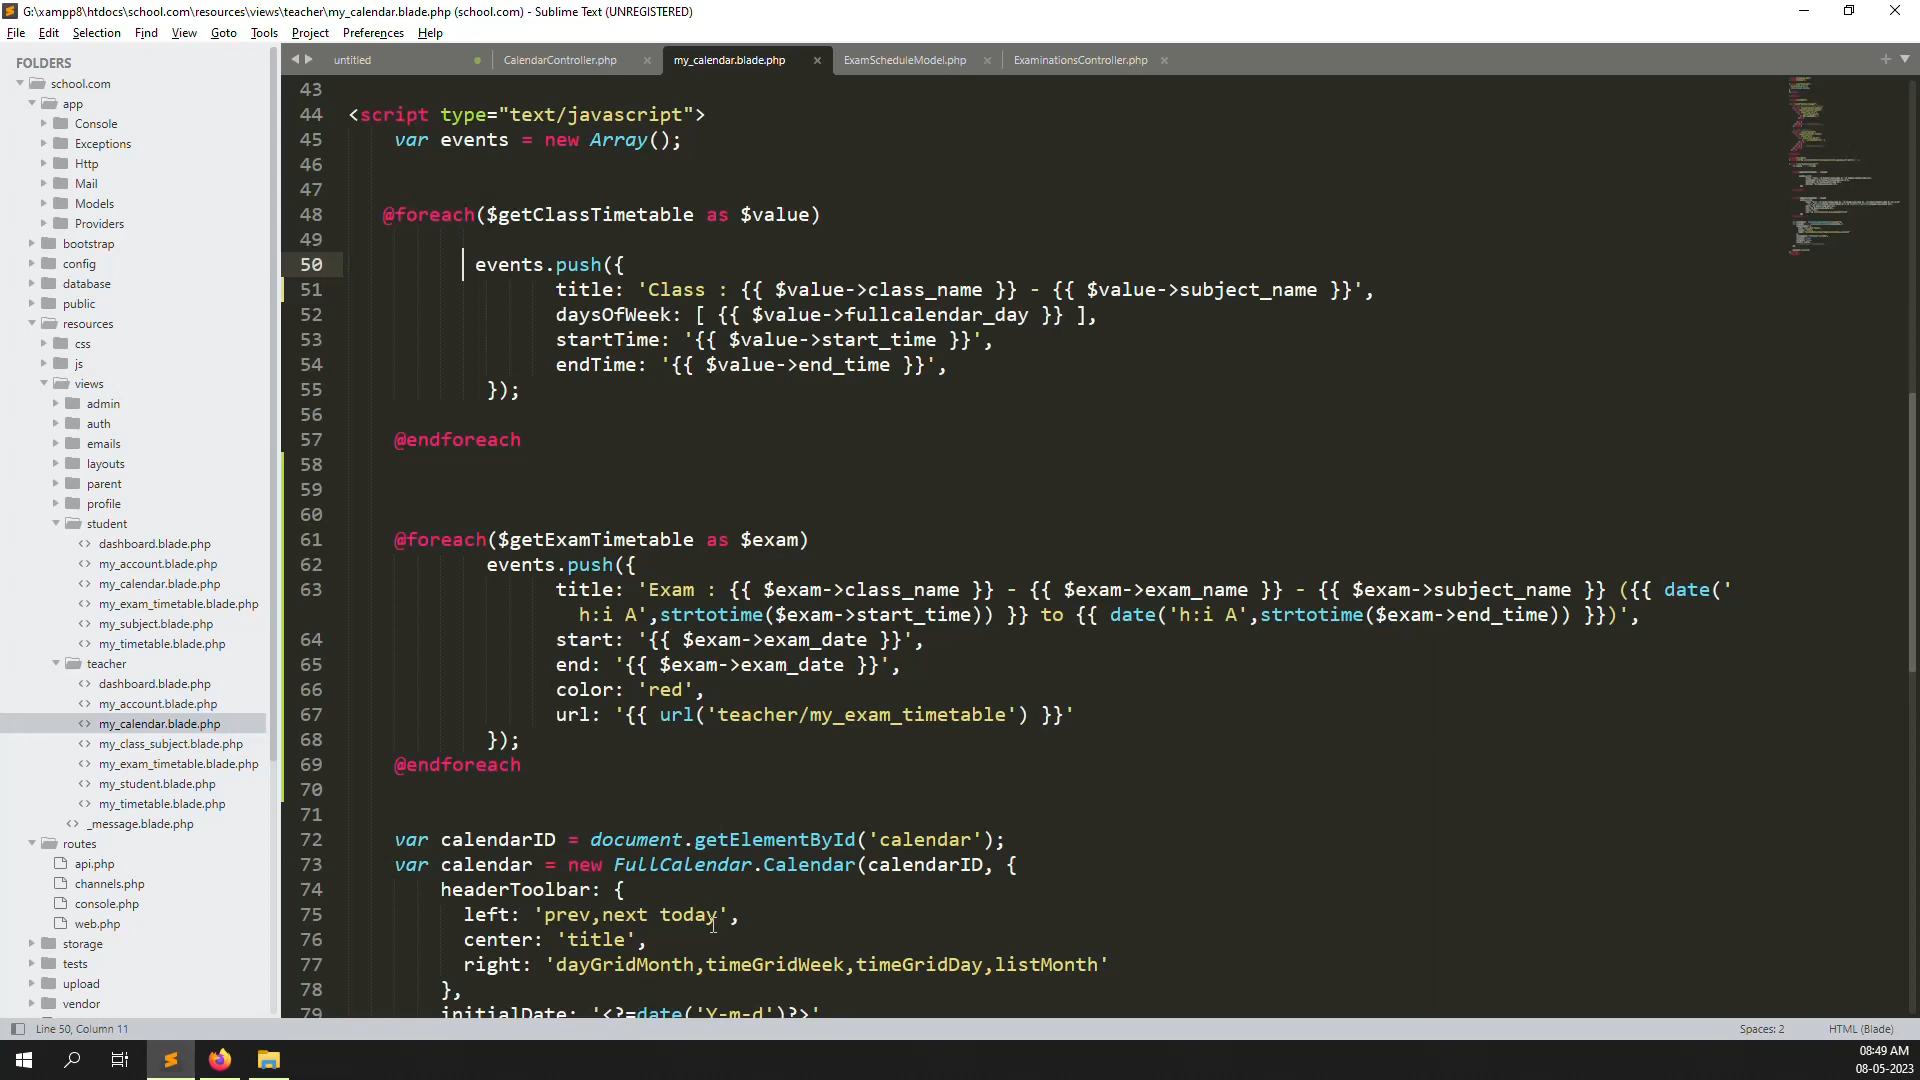 G:\xampp8\htdocs\school.com\resources\views\teacher\my_calendar.blade.php (school.com) - Sublime Text (UNREGISTERED)
File Edit Selection Find View Goto Tools Project Preferences Help
FOLDERS
school.com
app
Console
Exceptions
Http
Mail
Models
Providers
bootstrap
config
database
public
resources
css
js
views
admin
auth
emails
layouts
parent
profile
student
dashboard.blade.php
my_account.blade.php
my_calendar.blade.php
my_exam_timetable.blade.php
my_subject.blade.php
my_timetable.blade.php
teacher
dashboard.blade.php
my_account.blade.php
my_calendar.blade.php
my_class_subject.blade.php
my_exam_timetable.blade.php
my_student.blade.php
my_timetable.blade.php
_message.blade.php
routes
api.php
channels.php
console.php
web.php
storage
tests
upload
vendor
untitled CalendarController.php my_calendar.blade.php ExamScheduleModel.php ExaminationsController.php
43
44 <script type="text/javascript">
45 var events = new Array();
46
47
48 @foreach($getClassTimetable as $value)
49
50 events.push({
51 title: 'Class : {{ $value->class_name }} - {{ $value->subject_name }}',
52 daysOfWeek: [ {{ $value->fullcalendar_day }} ],
53 startTime: '{{ $value->start_time }}',
54 endTime: '{{ $value->end_time }}',
55 });
56
57 @endforeach
58
59
60
61 @foreach($getExamTimetable as $exam)
62 events.push({
63 title: 'Exam : {{ $exam->class_name }} - {{ $exam->exam_name }} - {{ $exam->subject_name }} ({{ date('
h:i A',strtotime($exam->start_time)) }} to {{ date('h:i A',strtotime($exam->end_time)) }})',
64 start: '{{ $exam->exam_date }}',
65 end: '{{ $exam->exam_date }}',
66 color: 'red',
67 url: '{{ url('teacher/my_exam_timetable') }}'
68 });
69 @endforeach
70
71
72 var calendarID = document.getElementById('calendar');
73 var calendar = new FullCalendar.Calendar(calendarID, {
74 headerToolbar: {
75 left: 'prev,next today',
76 center: 'title',
77 right: 'dayGridMonth,timeGridWeek,timeGridDay,listMonth'
78 },
79 initialDate: '<?=date('Y-m-d')?>'
Line 50, Column 11 Spaces: 2 HTML (Blade)
08:49 AM
08-05-2023